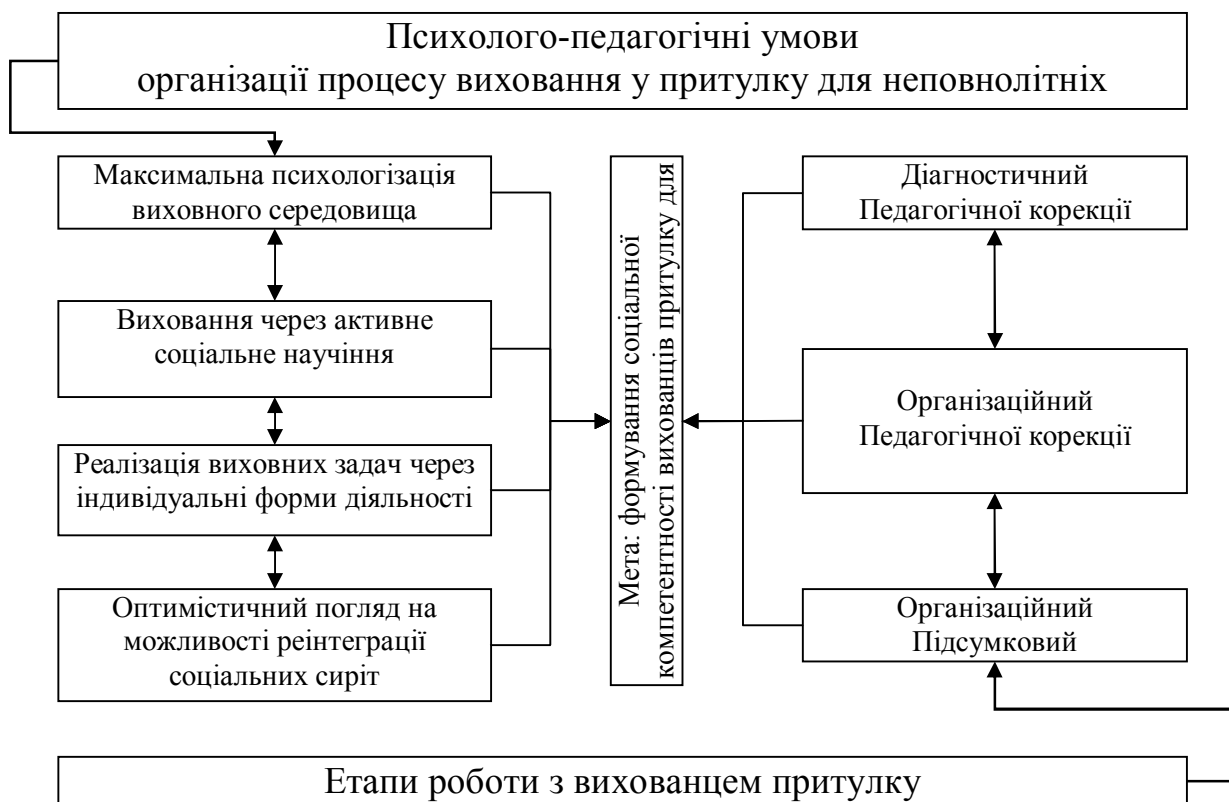 Психолого-педагогічні умови
організації процесу виховання у притулку для неповнолітніх
Максимальна психологізація
виховного середовища
Виховання через активне
соціальне научіння
Реалізація виховних задач через
індивідуальні форми діяльності
Оптимістичний погляд на
можливості реінтеграції
соціальних сиріт
Мета: формування соціальної
компетентності вихованців притулку для
Діагностичний
Педагогічної корекції
Організаційний
Педагогічної корекції
Організаційний
Підсумковий
Етапи роботи з вихованцем притулку